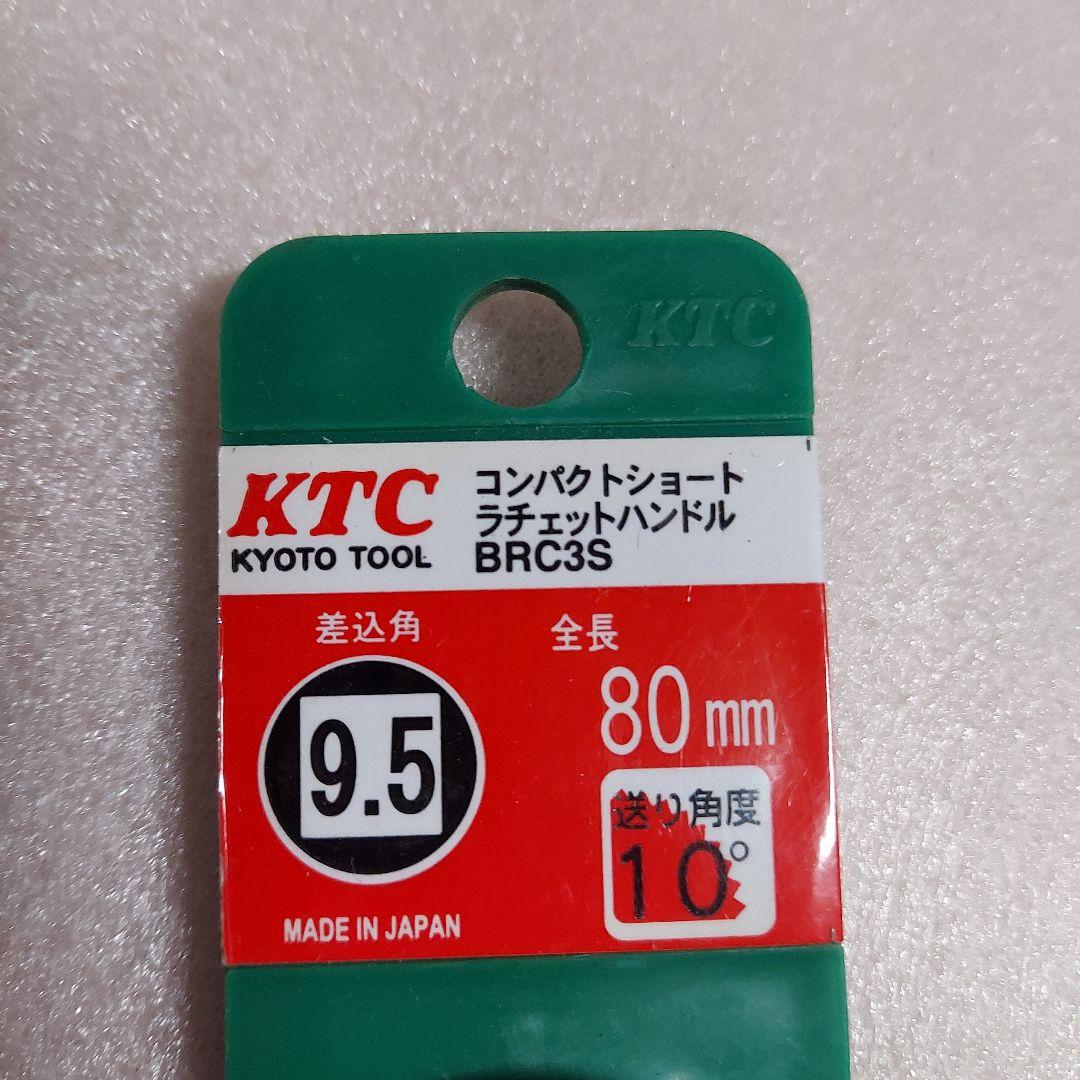 KTC
KTC
KYOTO TOOL
コンパクトショート
ラチェットハンドル
BRC3S
差込角
9.5
全長
80mm
送り角度
10°
MADE IN JAPAN